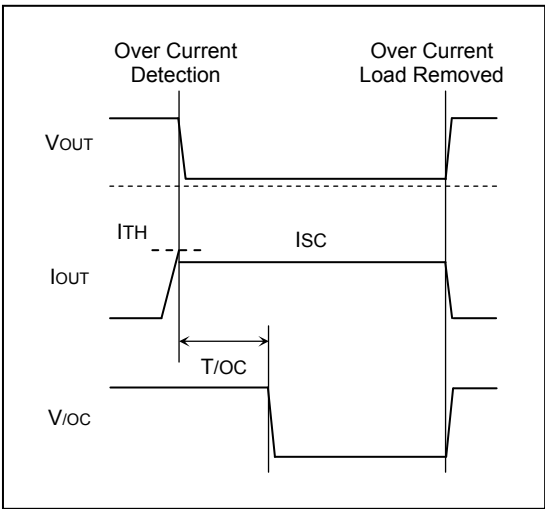 Over Current
Detection
Over Current
Load Removed
VOUT
ITH
ISC
IOUT
T/OC
V/OC